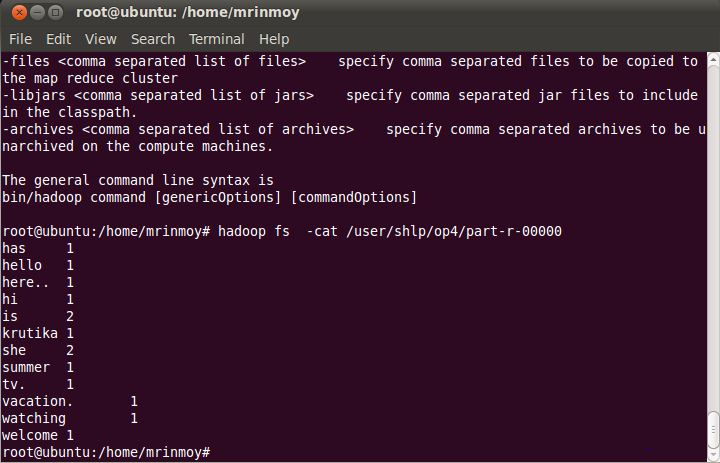 root@ubuntu: /home/mrinmoy
File Edit View Search Terminal Help
-files <comma separated list of files>    specify comma separated files to be copied to
the map reduce cluster
-libjars <comma separated list of jars>    specify comma separated jar files to include
in the classpath.
-archives <comma separated list of archives>    specify comma separated archives to be u
narchived on the compute machines.

The general command line syntax is
bin/hadoop command [genericOptions] [commandOptions]

root@ubuntu:/home/mrinmoy# hadoop fs  -cat /user/shlp/op4/part-r-00000
has     1
hello   1
here..  1
hi      1
is      2
krutika 1
she     2
summer  1
tv.     1
vacation.       1
watching        1
welcome 1
root@ubuntu:/home/mrinmoy#